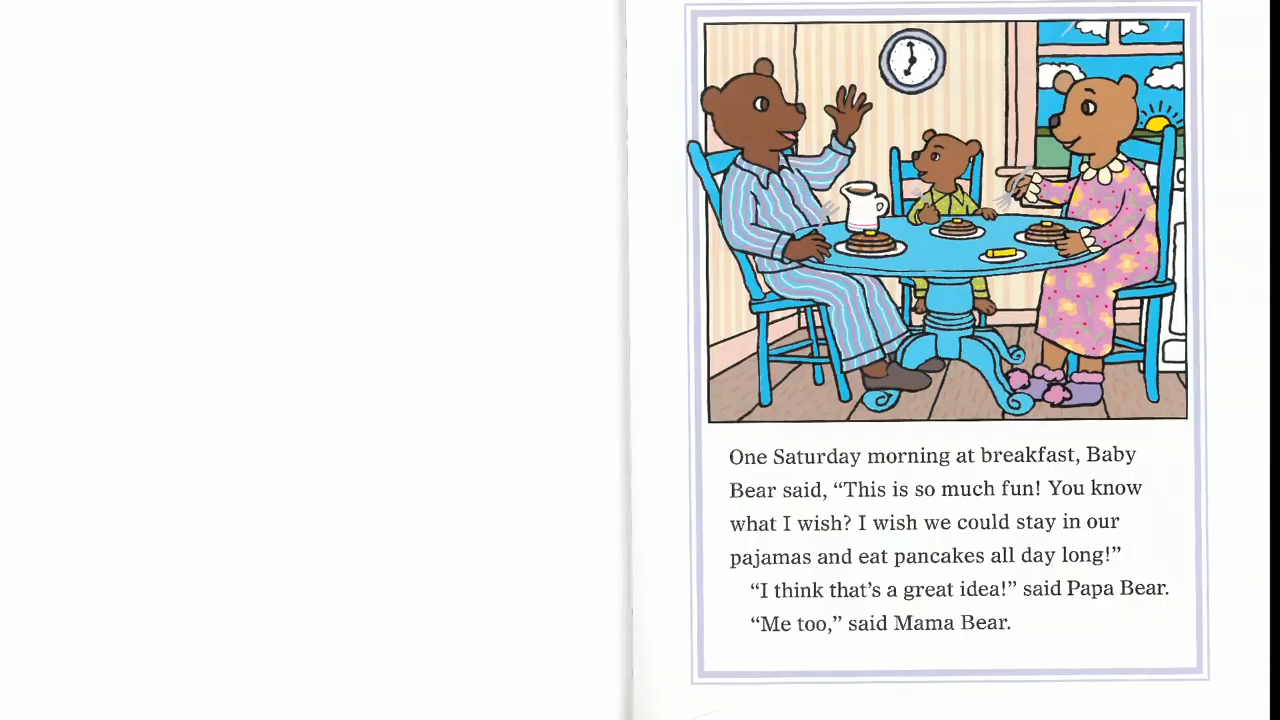 One Saturday morning at breakfast, Baby
Bear said, “This is so much fun! You know
what I wish? I wish we could stay in our
pajamas and eat pancakes all day long!”
“I think that’s a great idea!” said Papa Bear.
“Me too,” said Mama Bear.